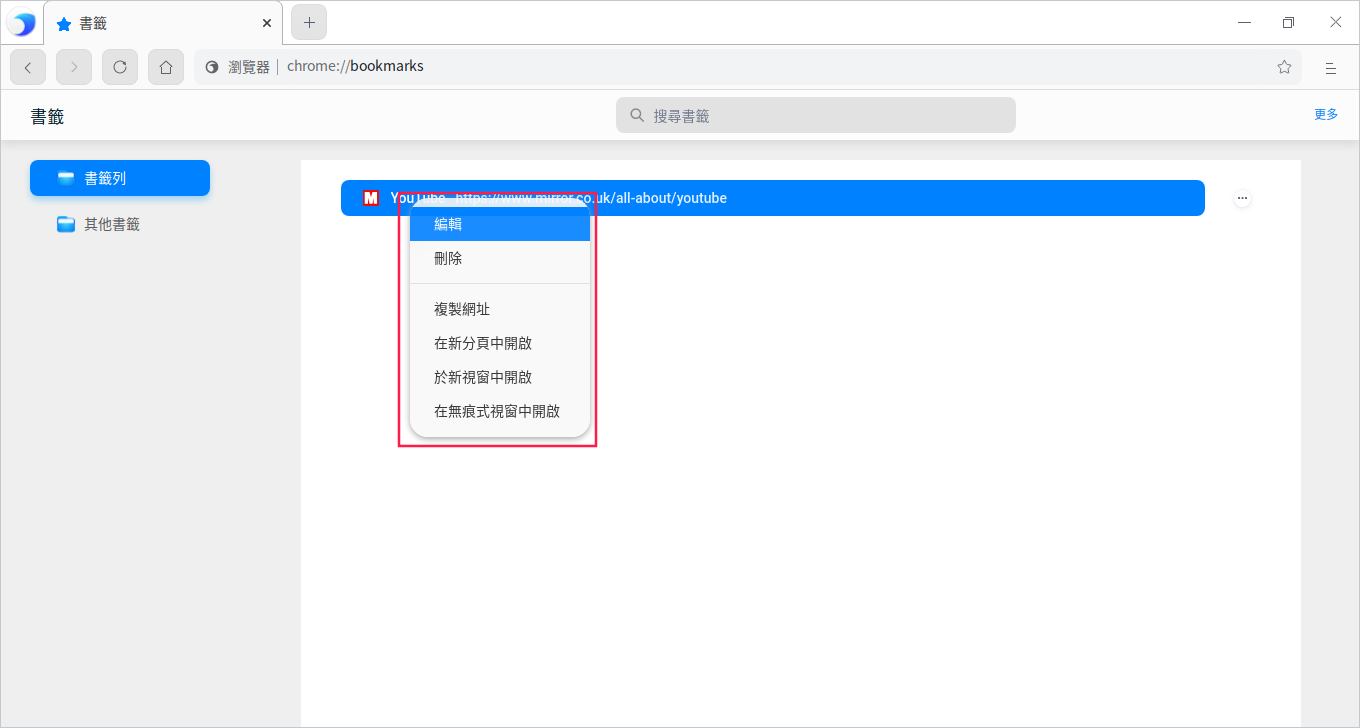 書籤
瀏覽器 chrome://bookmarks
書籤 搜尋書籤 更多
書籤列
其他書籤
M YouTube https://www.mirror.co.uk/all-about/youtube
編輯
刪除
複製網址
在新分頁中開啟
於新視窗中開啟
在無痕式視窗中開啟